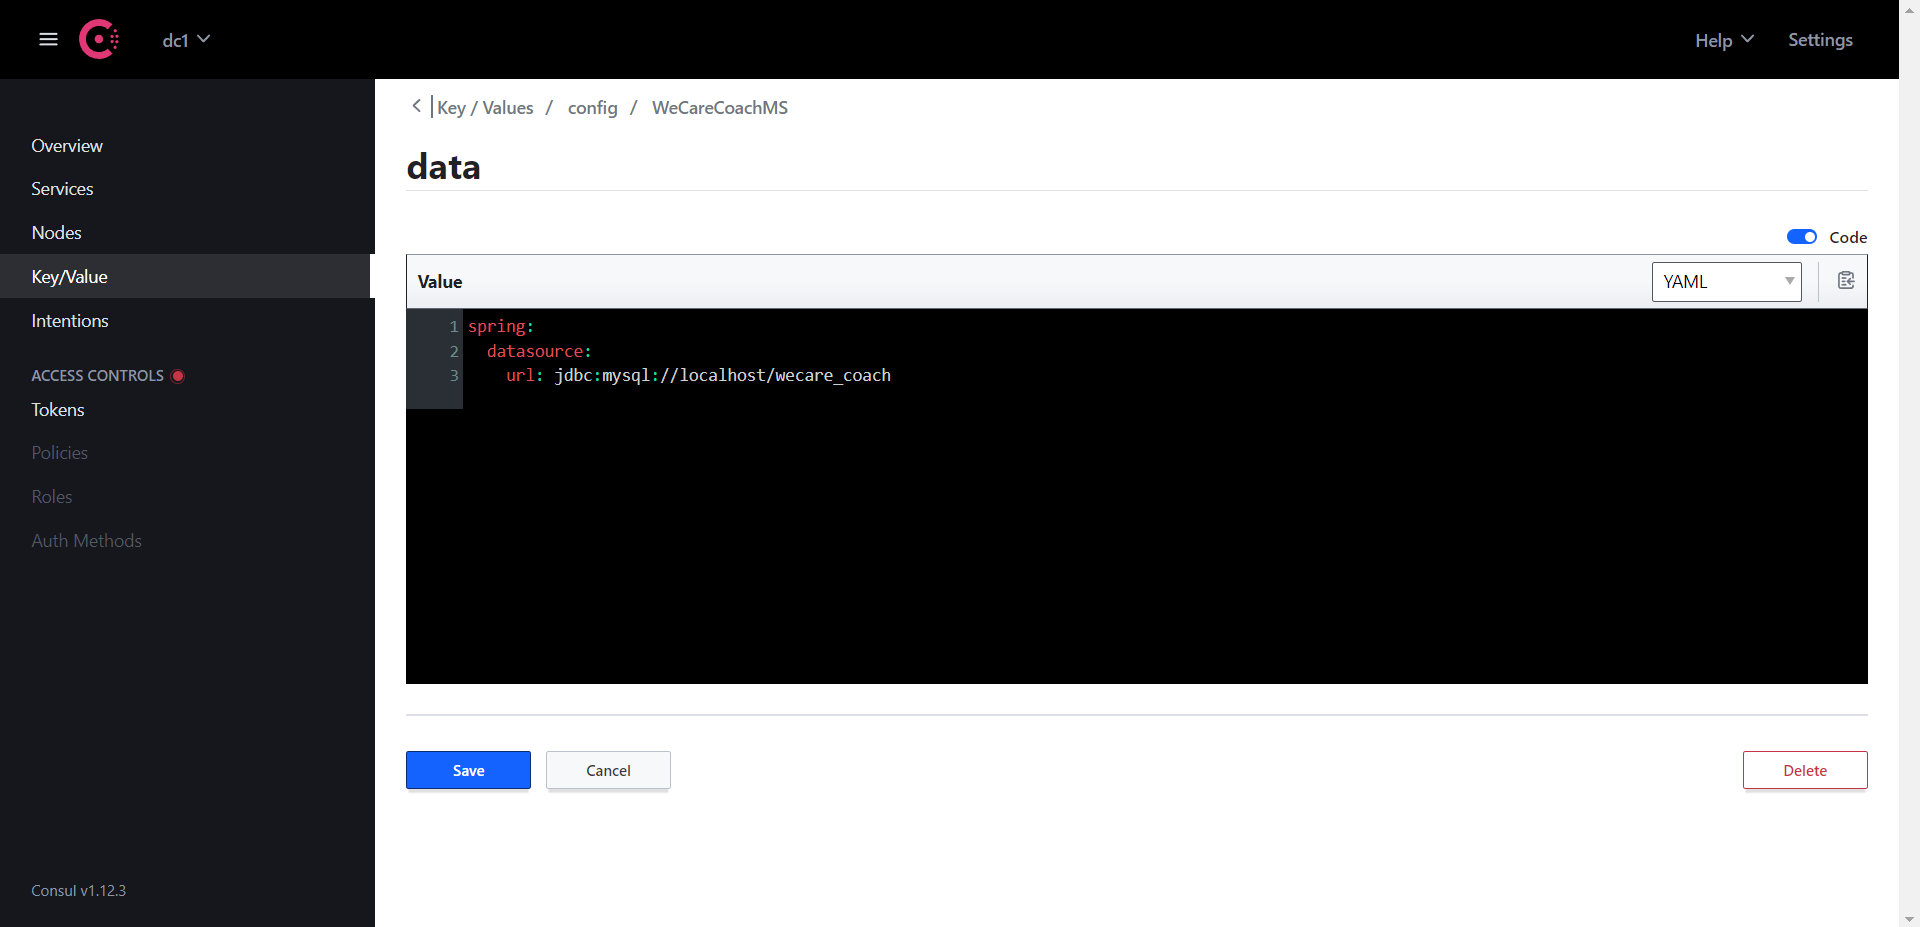 dc1
Help
Settings
Overview
Services
Nodes
Key/Value
Intentions
ACCESS CONTROLS
Tokens
Policies
Roles
Auth Methods
Consul v1.12.3
Key / Values / config / WeCareCoachMS
data
Code
Value
YAML
1 spring:
2   datasource:
3     url: jdbc:mysql://localhost/wecare_coach
Save
Cancel
Delete